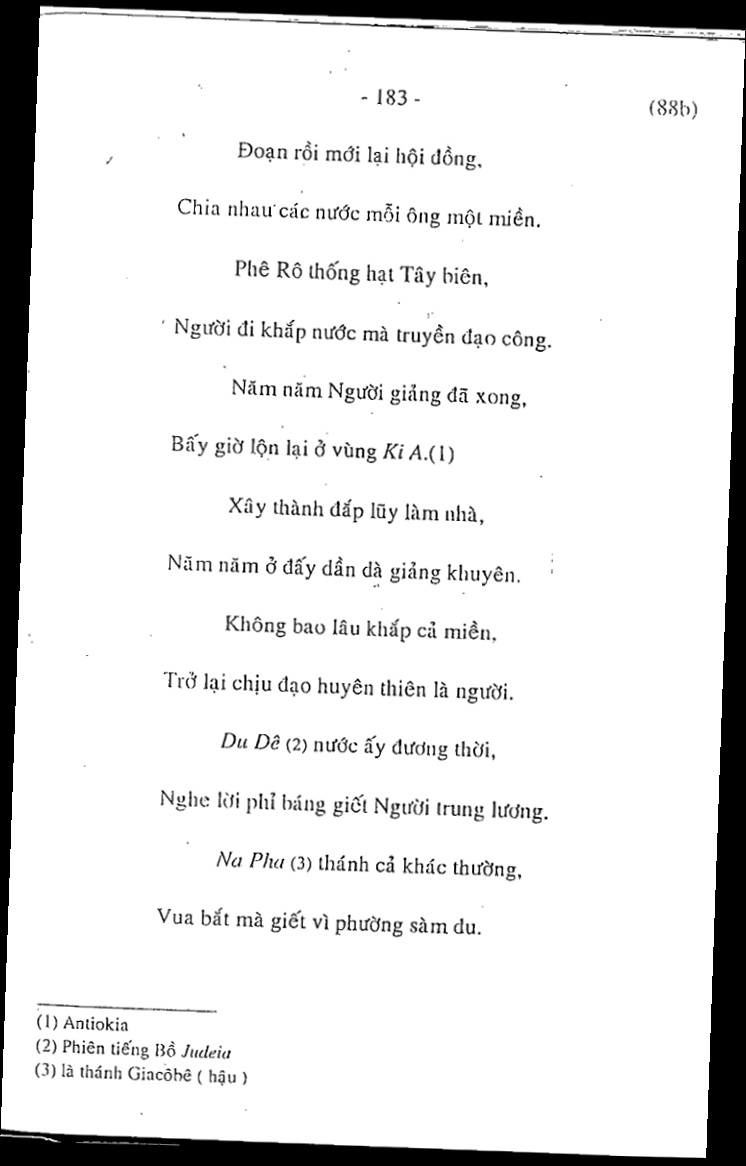 - 183 -
(88b)
Đoạn rồi mới lại hội đồng,
Chia nhau các nước mỗi ông một miền.
Phê Rô thống hạt Tây biên,
Người đi khắp nước mà truyền đạo công.
Năm năm Người giảng đã xong,
Bấy giờ lộn lại ở vùng Ki A.(1)
Xây thành đắp lũy làm nhà,
Năm năm ở đấy dần dà giảng khuyên.
Không bao lâu khắp cả miền,
Trở lại chịu đạo huyên thiên là người.
Du Dê (2) nước ấy đương thời,
Nghe lời phỉ báng giết Người trung lương.
Na Pha (3) thánh cả khác thường,
Vua bắt mà giết vì phường sàm du.
(1) Antiokia
(2) Phiên tiếng Bồ Judeia
(3) là thánh Giacôbê ( hậu )